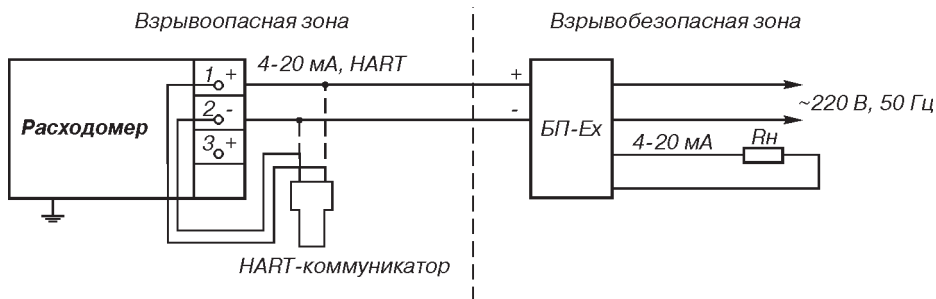 Взрывоопасная зона
Взрывобезопасная зона
4-20 мА, HART
1 +
2 -
3 +
Расходомер
+
-
БП-Ex
~220 В, 50 Гц
4-20 мА
Rн
HART-коммуникатор